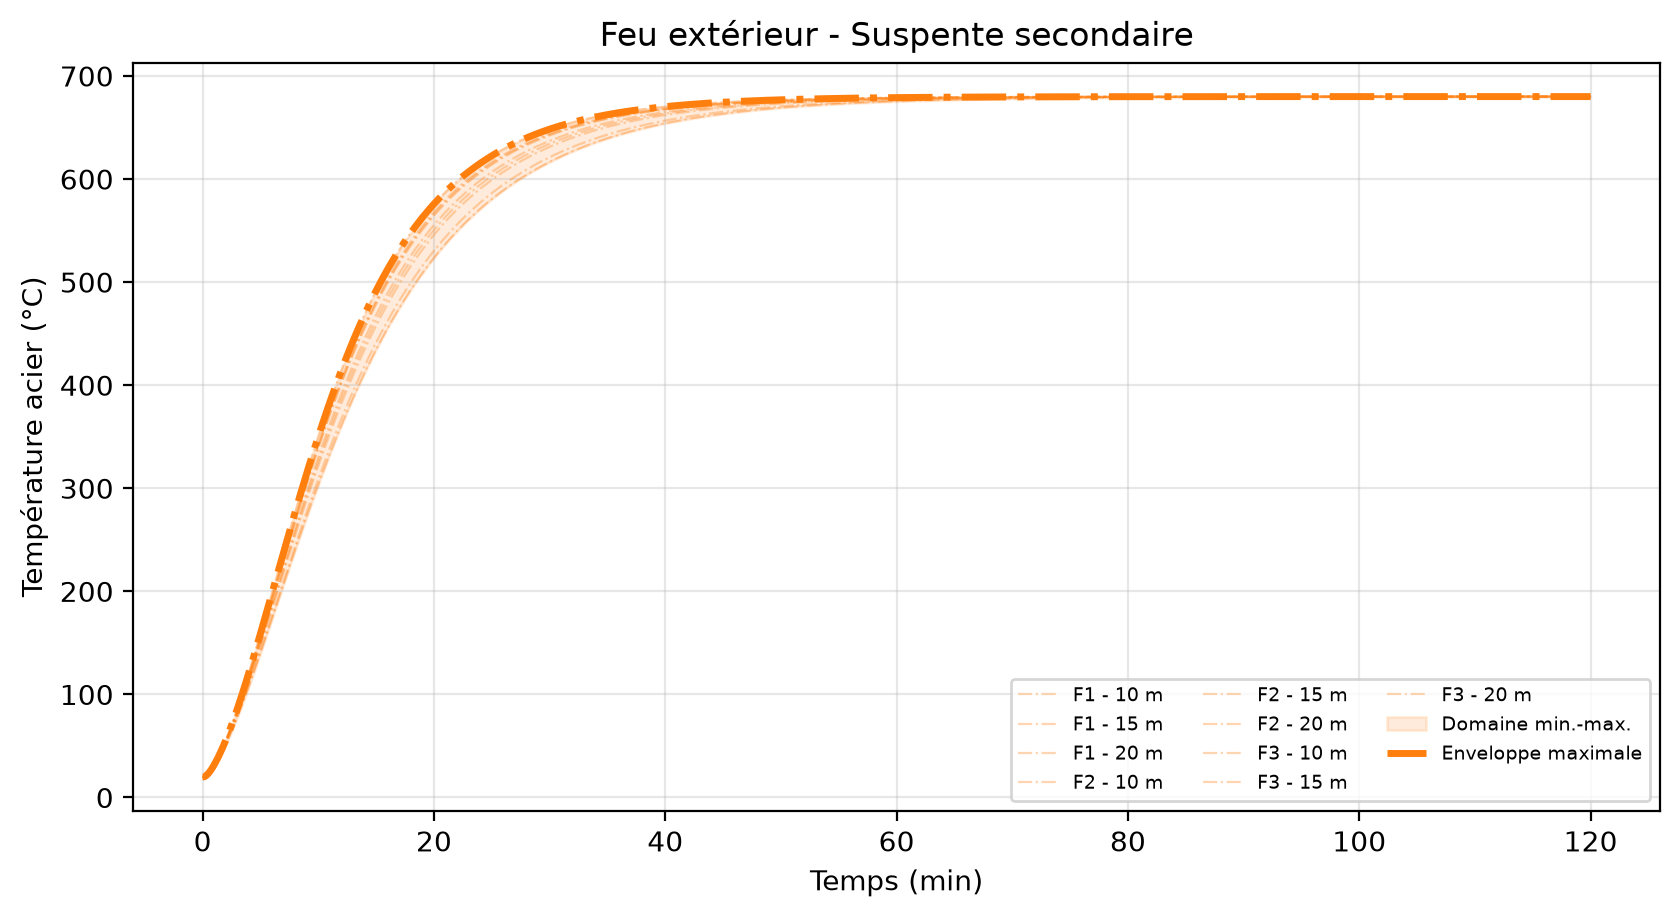 Feu extérieur - Suspente secondaire
Température acier (°C)
700
600
500
400
300
200
100
0
F1 - 10 m
F1 - 15 m
F1 - 20 m
F2 - 10 m
F2 - 15 m
F2 - 20 m
F3 - 10 m
F3 - 15 m
F3 - 20 m
Domaine min.-max.
Enveloppe maximale
0 20 40 60 80 100 120
Temps (min)